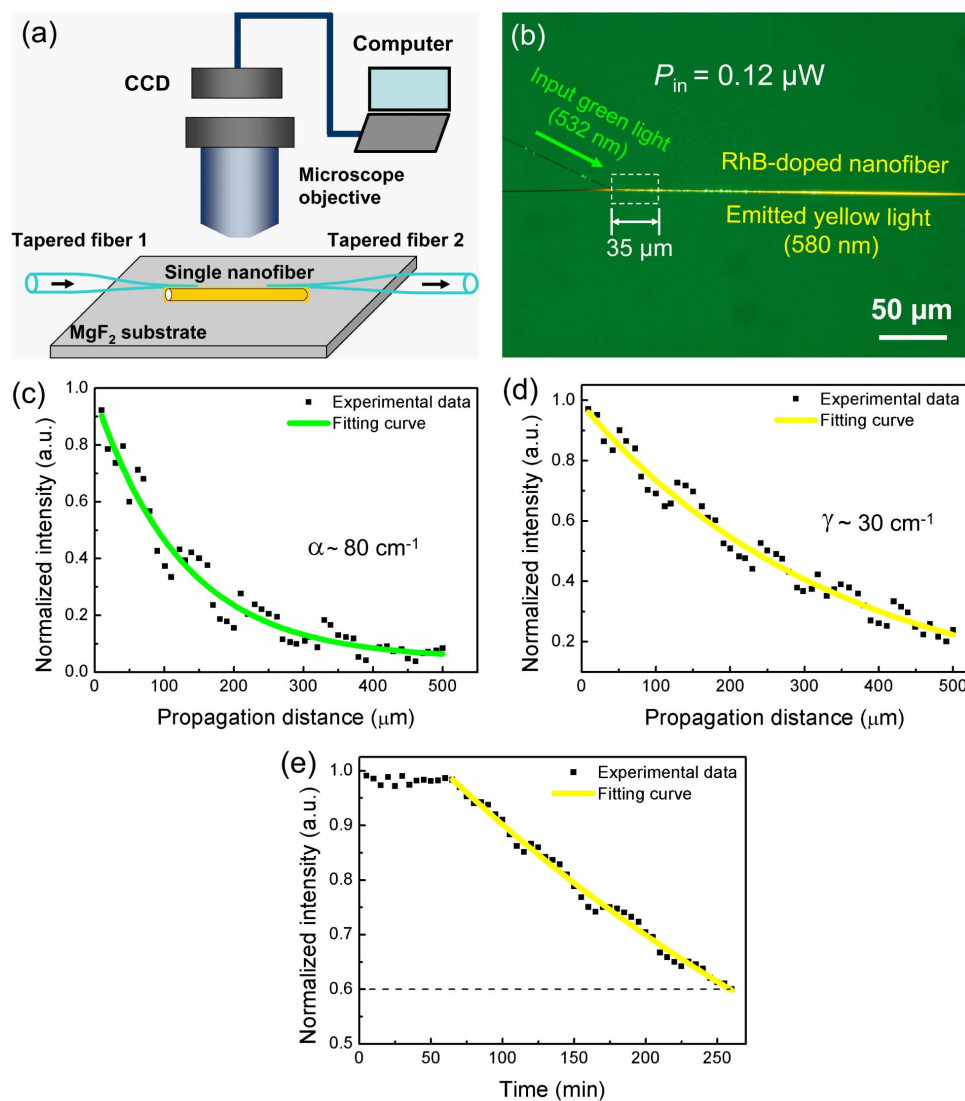 (a)
Computer
CCD
Microscope
objective
Tapered fiber 1
Tapered fiber 2
Single nanofiber
MgF₂ substrate
(b)
P_in = 0.12 µW
Input green light
(532 nm)
RhB-doped nanofiber
Emitted yellow light
(580 nm)
35 µm
50 µm
(c)
1.0
0.8
0.6
0.4
0.2
0.0
Normalized intensity (a.u.)
Experimental data
Fitting curve
α ~ 80 cm⁻¹
0 100 200 300 400 500
Propagation distance (µm)
(d)
1.0
0.8
0.6
0.4
0.2
Normalized intensity (a.u.)
Experimental data
Fitting curve
γ ~ 30 cm⁻¹
0 100 200 300 400 500
Propagation distance (µm)
(e)
1.0
0.9
0.8
0.7
0.6
0.5
Normalized intensity (a.u.)
Experimental data
Fitting curve
0 50 100 150 200 250
Time (min)